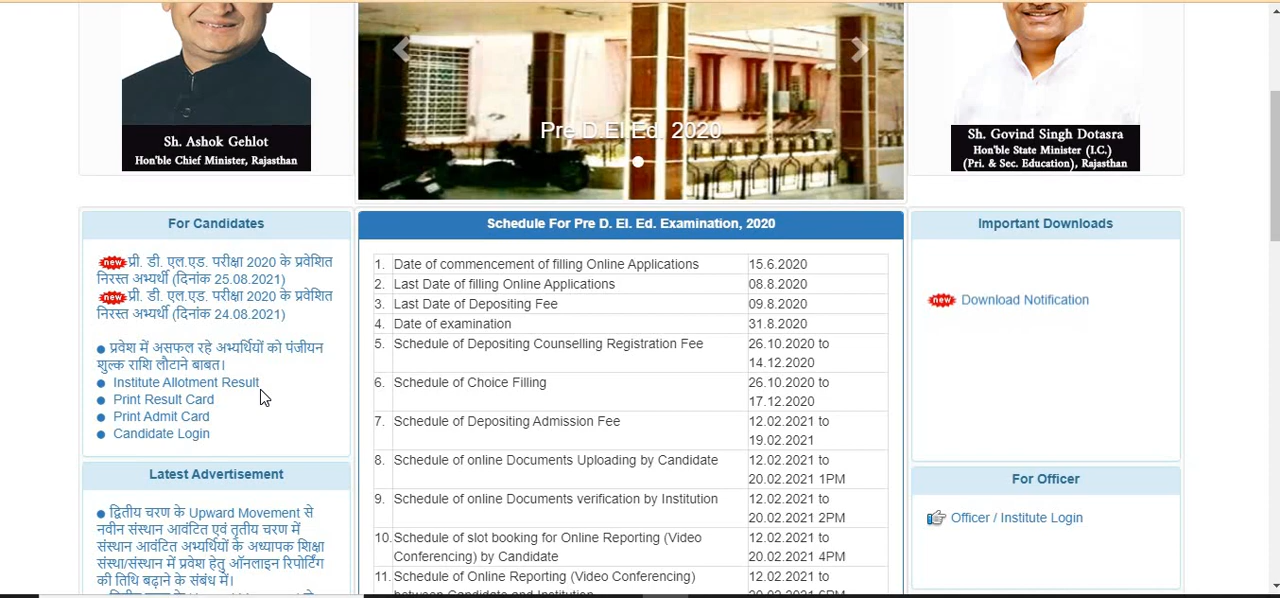 Sh. Ashok Gehlot
Hon'ble Chief Minister, Rajasthan
Pre D.El.Ed. 2020
Sh. Govind Singh Dotasra
Hon'ble State Minister (I.C.)
(Pri. & Sec. Education), Rajasthan
For Candidates
new प्री. डी. एल.एड. परीक्षा 2020 के प्रवेशित
निरस्त अभ्यर्थी (दिनांक 25.08.2021)
new प्री. डी. एल.एड. परीक्षा 2020 के प्रवेशित
निरस्त अभ्यर्थी (दिनांक 24.08.2021)
प्रवेश में असफल रहे अभ्यर्थियों को पंजीयन
शुल्क राशि लौटाने बाबत।
Institute Allotment Result
Print Result Card
Print Admit Card
Candidate Login
Latest Advertisement
द्वितीय चरण के Upward Movement से
नवीन संस्थान आवंटित एवं तृतीय चरण में
संस्थान आवंटित अभ्यर्थियों के अध्यापक शिक्षा
संस्था/संस्थान में प्रवेश हेतु ऑनलाइन रिपोर्टिंग
की तिथि बढ़ाने के संबंध में।
Schedule For Pre D. El. Ed. Examination, 2020
1. Date of commencement of filling Online Applications 15.6.2020
2. Last Date of filling Online Applications 08.8.2020
3. Last Date of Depositing Fee 09.8.2020
4. Date of examination 31.8.2020
5. Schedule of Depositing Counselling Registration Fee 26.10.2020 to
14.12.2020
6. Schedule of Choice Filling 26.10.2020 to
17.12.2020
7. Schedule of Depositing Admission Fee 12.02.2021 to
19.02.2021
8. Schedule of online Documents Uploading by Candidate 12.02.2021 to
20.02.2021 1PM
9. Schedule of online Documents verification by Institution 12.02.2021 to
20.02.2021 2PM
10. Schedule of slot booking for Online Reporting (Video 12.02.2021 to
Conferencing) by Candidate 20.02.2021 4PM
11. Schedule of Online Reporting (Video Conferencing) 12.02.2021 to
between Candidate and Institution
Important Downloads
new Download Notification
For Officer
Officer / Institute Login